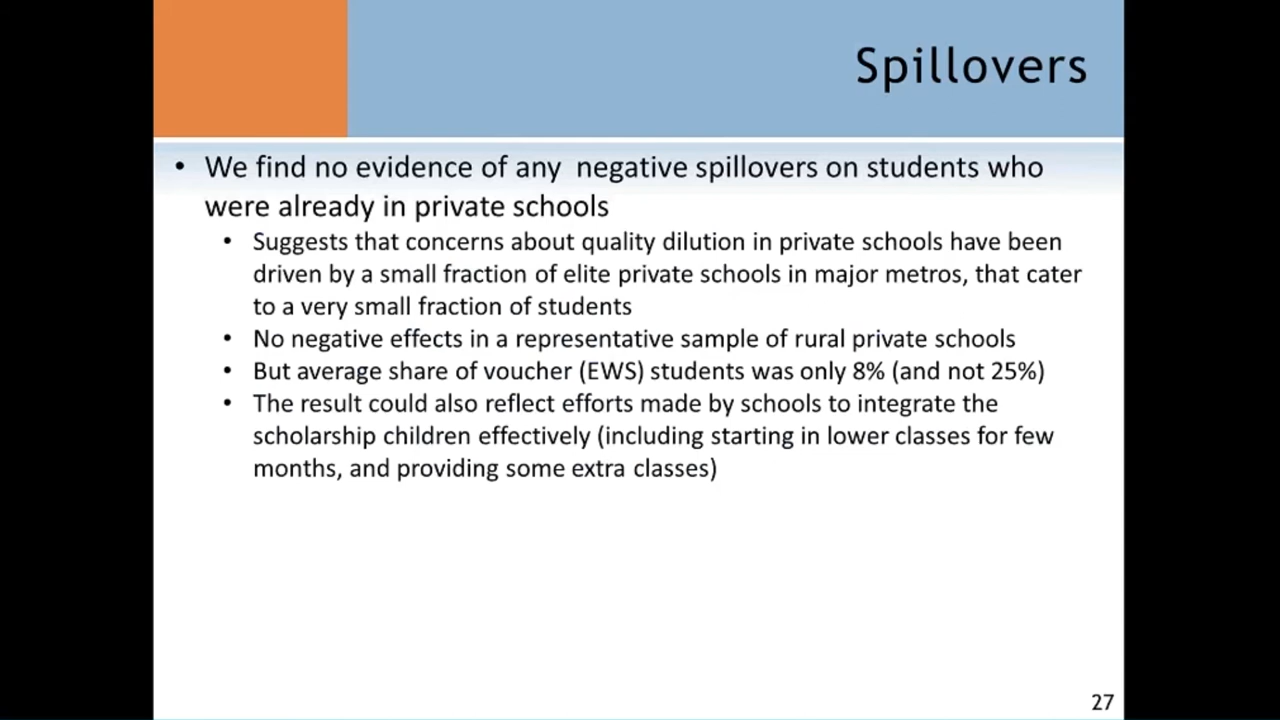 Spillovers
• We find no evidence of any negative spillovers on students who
were already in private schools
• Suggests that concerns about quality dilution in private schools have been
driven by a small fraction of elite private schools in major metros, that cater
to a very small fraction of students
• No negative effects in a representative sample of rural private schools
• But average share of voucher (EWS) students was only 8% (and not 25%)
• The result could also reflect efforts made by schools to integrate the
scholarship children effectively (including starting in lower classes for few
months, and providing some extra classes)
27